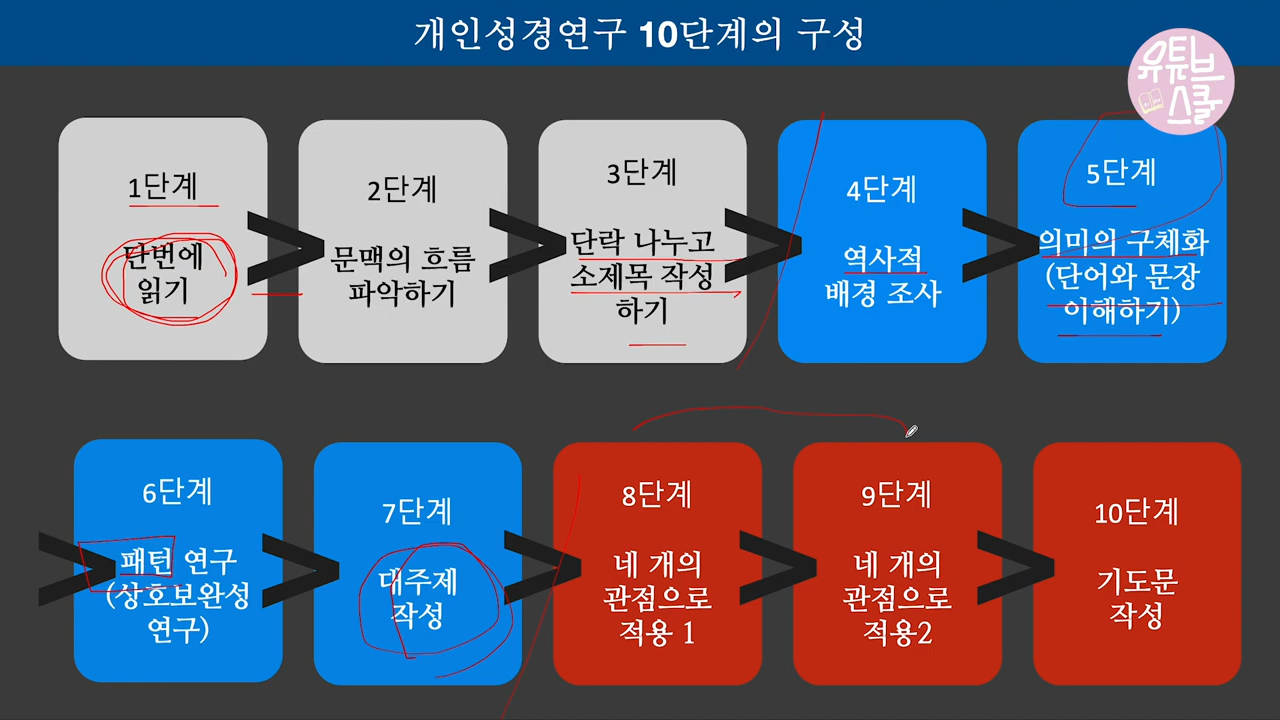 개인성경연구 10단계의 구성
유튜브
스쿨
1단계
단번에
읽기
2단계
문맥의 흐름
파악하기
3단계
단락 나누고
소제목 작성
하기
4단계
역사적
배경 조사
5단계
의미의 구체화
(단어와 문장
이해하기)
6단계
패턴 연구
(상호보완성
연구)
7단계
대주제
작성
8단계
네 개의
관점으로
적용 1
9단계
네 개의
관점으로
적용2
10단계
기도문
작성